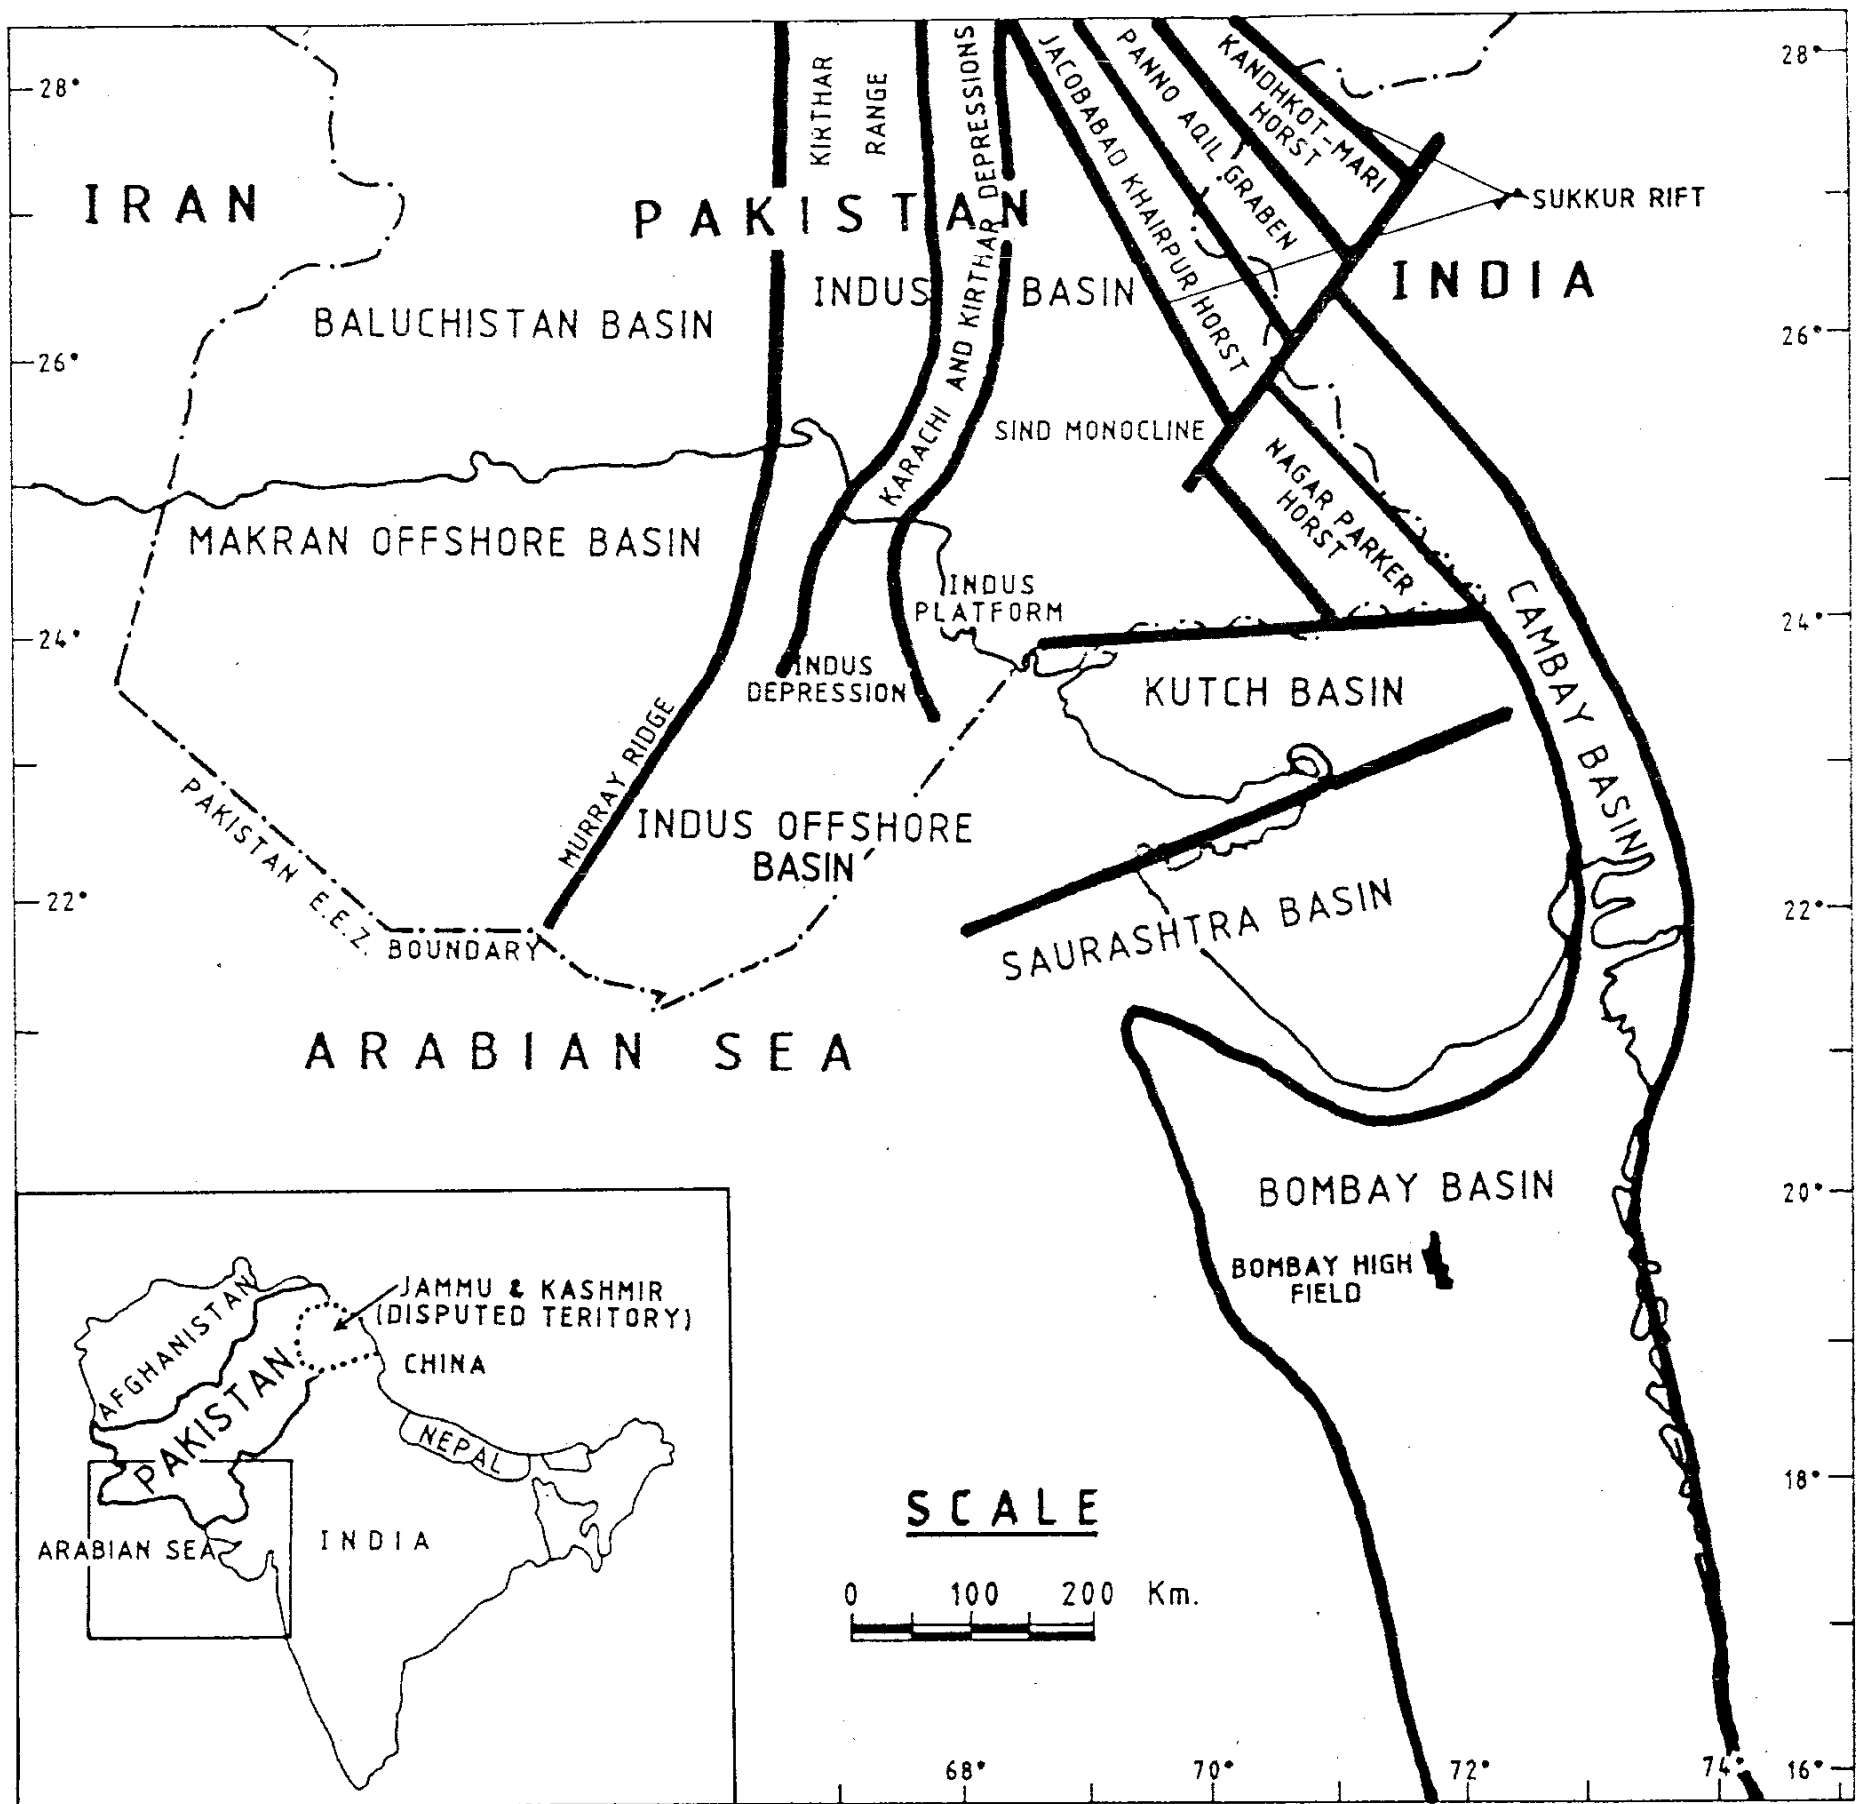 28°
28°
KIRTHAR
RANGE
KARACHI AND KIRTHAR DEPRESSIONS
JACOBABAD KHAIRPUR HORST
PANNO AQIL GRABEN
KANDHKOT-MARI
HORST
SUKKUR RIFT
IRAN
PAKISTAN
INDIA
INDUS BASIN
BALUCHISTAN BASIN
26°
26°
SIND MONOCLINE
NAGAR PARKER
HORST
MAKRAN OFFSHORE BASIN
INDUS
PLATFORM
24°
24°
INDUS
DEPRESSION
KUTCH BASIN
CAMBAY BASIN
MURRAY RIDGE
PAKISTAN E.E.Z. BOUNDARY
INDUS OFFSHORE
BASIN
22°
22°
SAURASHTRA BASIN
ARABIAN SEA
BOMBAY BASIN
20°
BOMBAY HIGH
FIELD
AFGHANISTAN
JAMMU & KASHMIR
(DISPUTED TERITORY)
CHINA
PAKISTAN
NEPAL
ARABIAN SEA
INDIA
18°
SCALE
0 100 200 Km.
68° 70° 72° 74° 16°